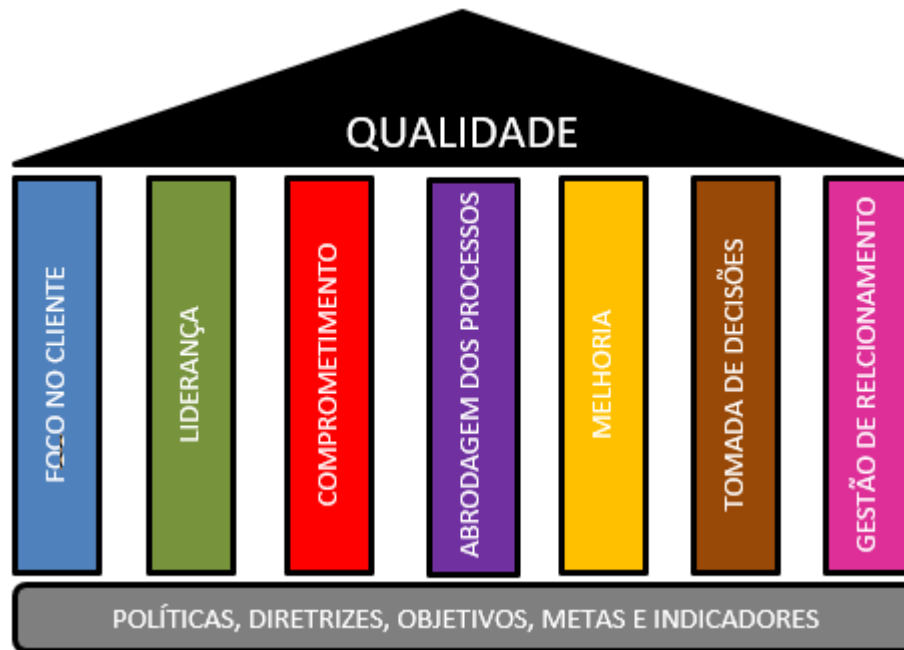 QUALIDADE
FOCO NO CLIENTE
LIDERANÇA
COMPROMETIMENTO
ABRODAGEM DOS PROCESSOS
MELHORIA
TOMADA DE DECISÕES
GESTÃO DE RELCIONAMENTO
POLÍTICAS, DIRETRIZES, OBJETIVOS, METAS E INDICADORES